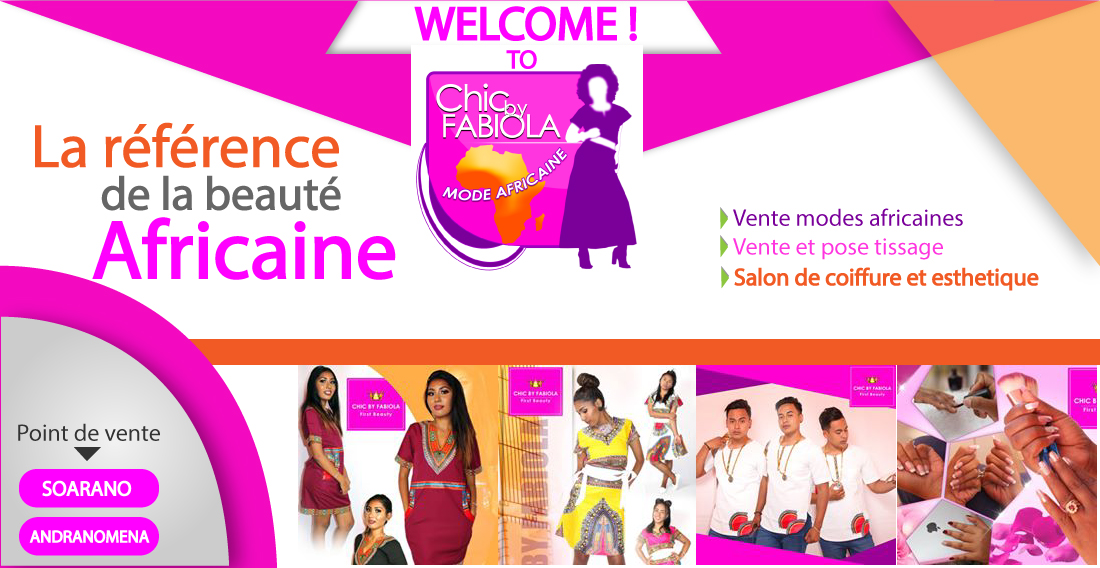 WELCOME !
TO
Chic
by
FABIOLA
MODE AFRICAINE
La référence
de la beauté
Africaine
Vente modes africaines
Vente et pose tissage
Salon de coiffure et esthetique
Point de vente
SOARANO
ANDRANOMENA
CHIC BY FABIOLA
First Beauty
CHIC BY FABIOLA
First Beauty
BY FABIOLA
CHIC BY FABIOLA
First Beauty
CHIC BY